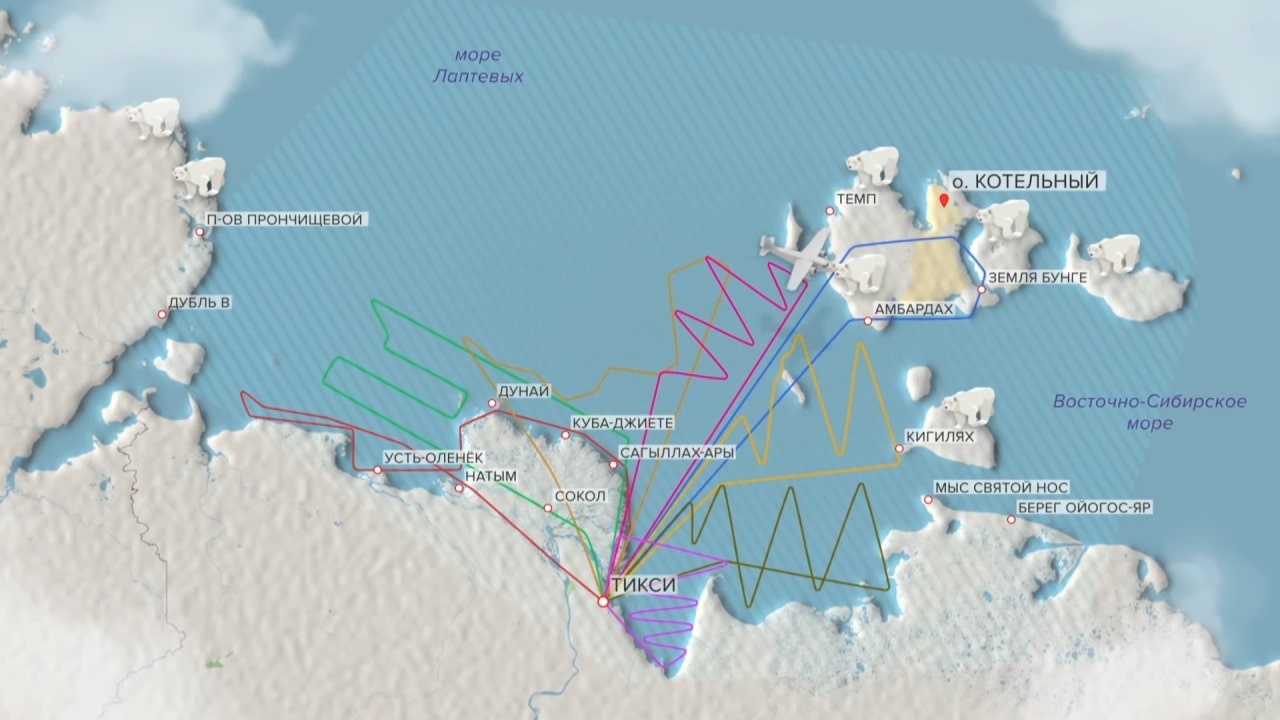 море
Лаптевых
о. КОТЕЛЬНЫЙ
ТЕМП
П-ОВ ПРОНЧИЩЕВОЙ
ЗЕМЛЯ БУНГЕ
ДУБЛЬ В
АМБАРДАХ
ДУНАЙ
Восточно-Сибирское
море
КУБА-ДЖИЕТЕ
КИГИЛЯХ
САГЫЛЛАХ-АРЫ
УСТЬ-ОЛЕНЁК
НАТЫМ
МЫС СВЯТОЙ НОС
СОКОЛ
БЕРЕГ ОЙОГОС-ЯР
ТИКСИ